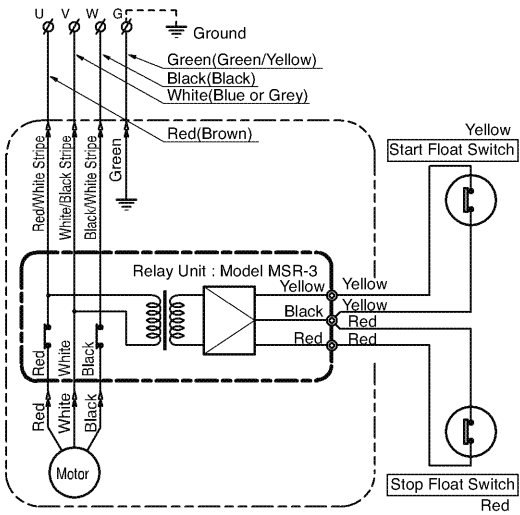 U V W G
Ground
Green(Green/Yellow)
Black(Black)
White(Blue or Grey)
Red(Brown)
Red/White Stripe
White/Black Stripe
Black/White Stripe
Green
Yellow
Start Float Switch
Relay Unit : Model MSR-3
Yellow
Yellow
Black
Yellow
Red
Red
Red
Red
White
Black
Red
White
Black
Motor
Stop Float Switch
Red